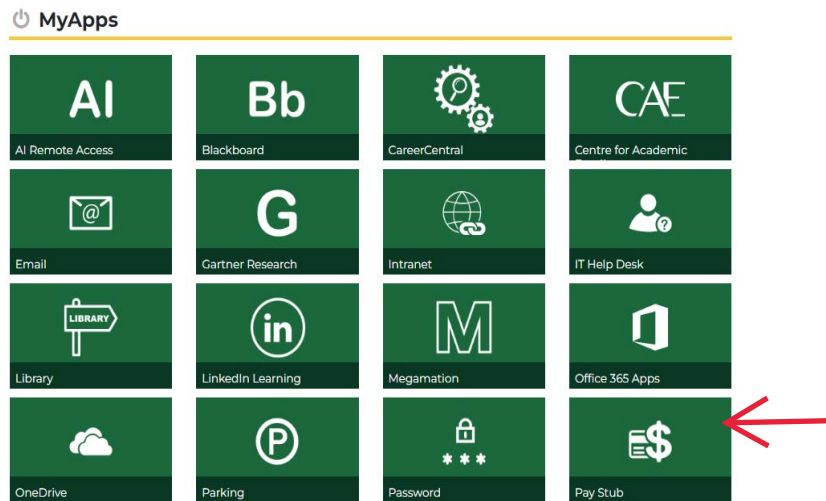 MyApps
AI
Bb
CAE
AI Remote Access
Blackboard
CareerCentral
Centre for Academic
@
G
?
Email
Gartner Research
Intranet
IT Help Desk
LIBRARY
in
M
Library
LinkedIn Learning
Megamation
Office 365 Apps
P
***
$
OneDrive
Parking
Password
Pay Stub